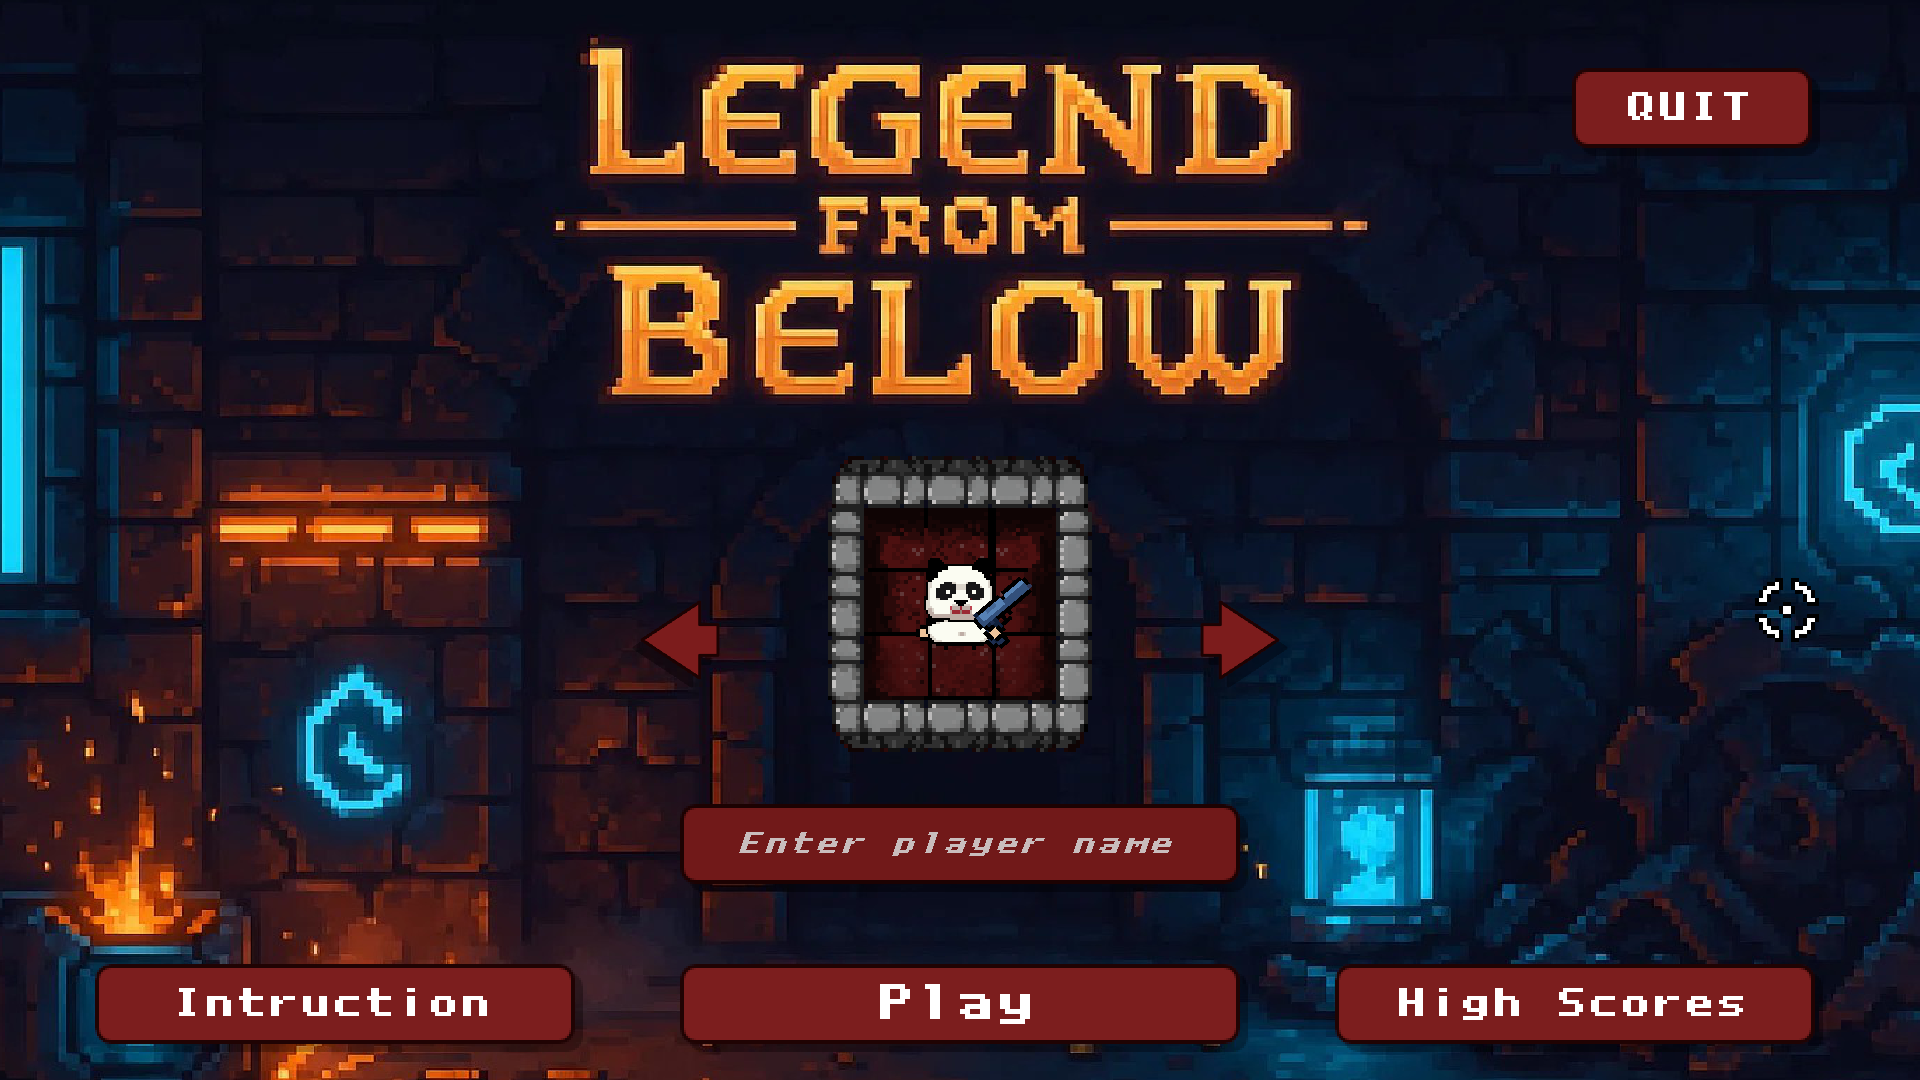 LEGEND
FROM
BELOW
QUIT
Enter player name
Intruction
Play
High Scores